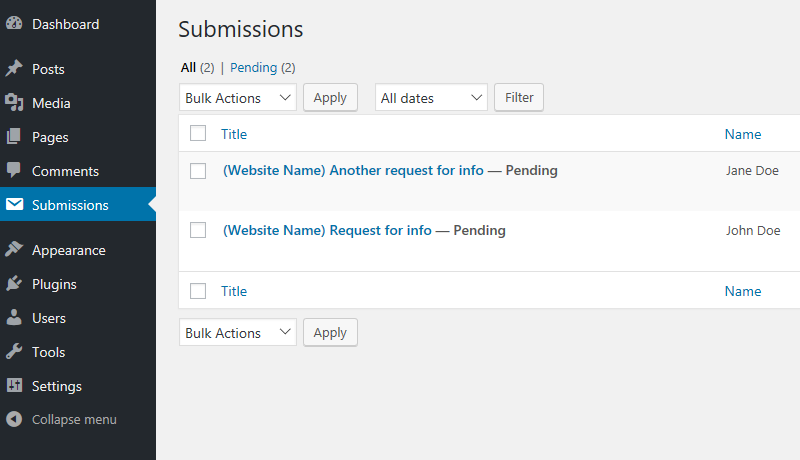 Dashboard
Posts
Media
Pages
Comments
Submissions
Appearance
Plugins
Users
Tools
Settings
Collapse menu
Submissions
All (2) | Pending (2)
Bulk Actions Apply All dates Filter
Title Name
(Website Name) Another request for info — Pending Jane Doe
(Website Name) Request for info — Pending John Doe
Title Name
Bulk Actions Apply